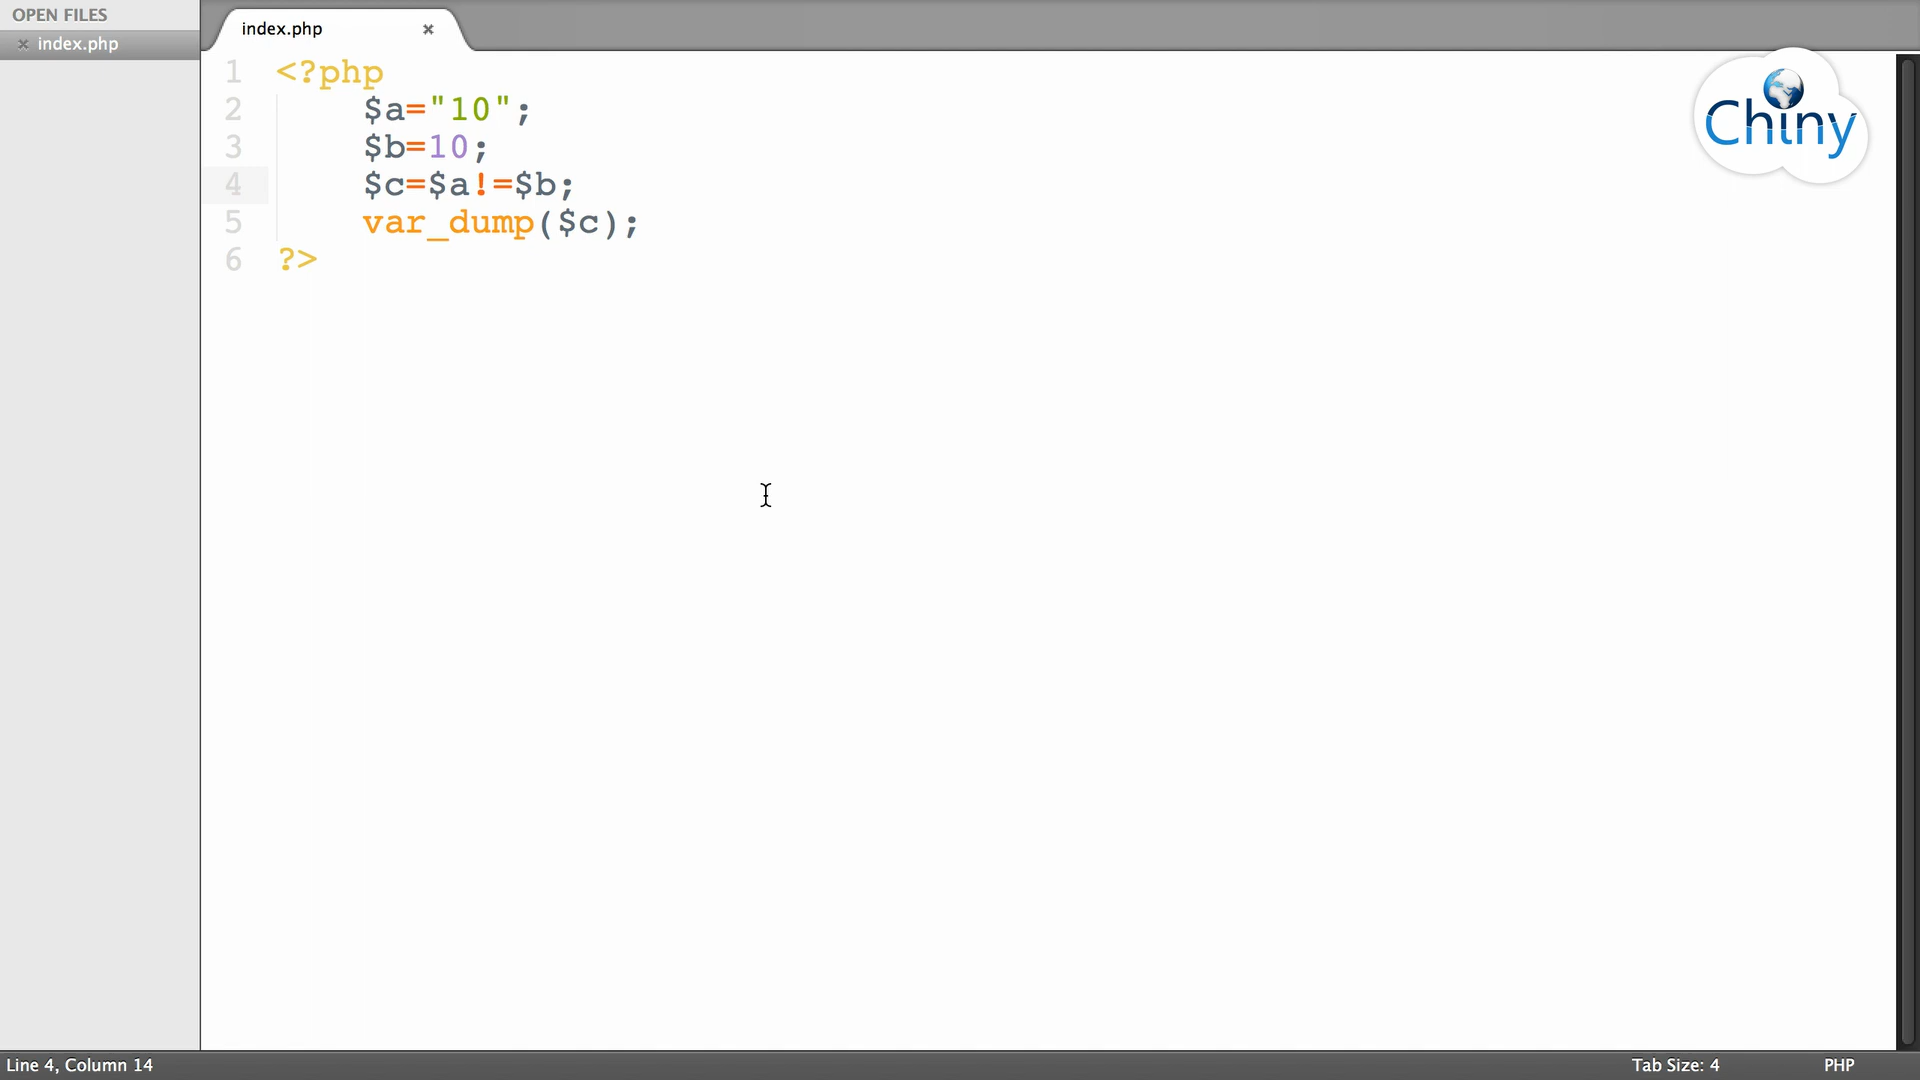 OPEN FILES
index.php
index.php
1 <?php
2 $a="10";
3 $b=10;
4 $c=$a!=$b;
5 var_dump($c);
6 ?>
Chiny
Line 4, Column 14
Tab Size: 4
PHP